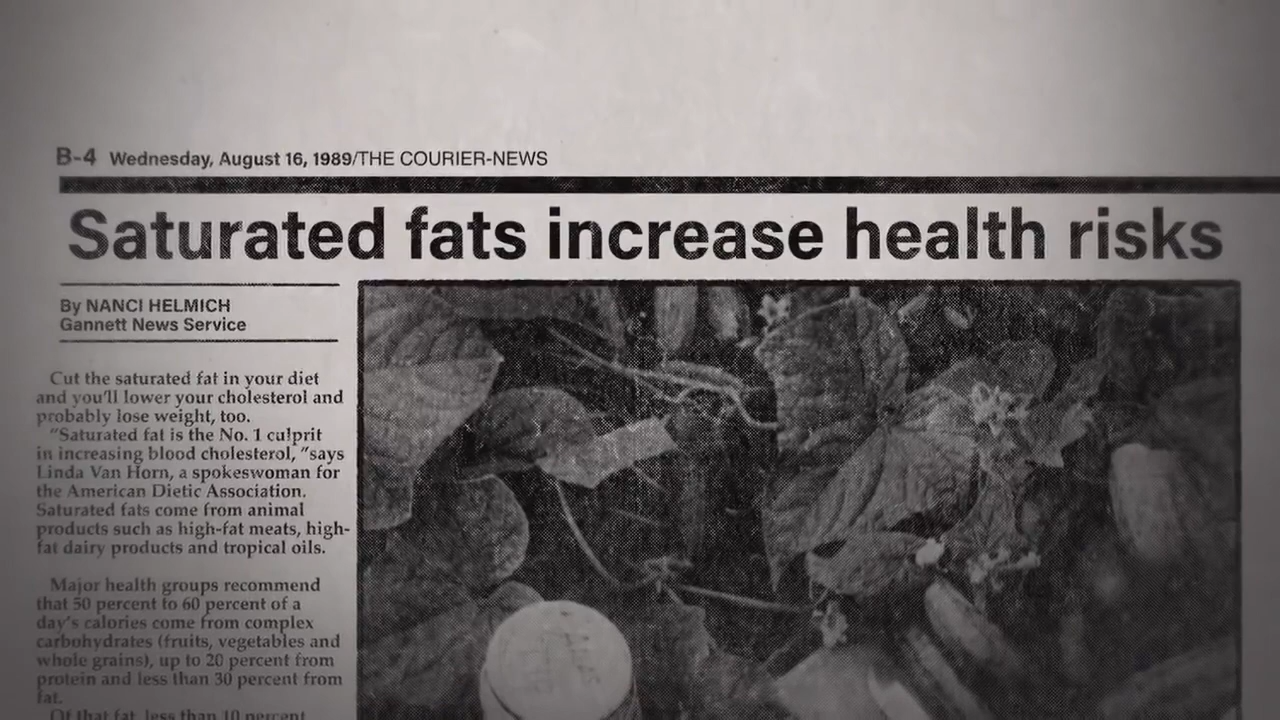 B-4 Wednesday, August 16, 1989/THE COURIER-NEWS
Saturated fats increase health risks
By NANCI HELMICH
Gannett News Service
Cut the saturated fat in your diet
and you'll lower your cholesterol and
probably lose weight, too.
"Saturated fat is the No. 1 culprit
in increasing blood cholesterol, "says
Linda Van Horn, a spokeswoman for
the American Dietic Association.
Saturated fats come from animal
products such as high-fat meats, high-
fat dairy products and tropical oils.
Major health groups recommend
that 50 percent to 60 percent of a
day's calories come from complex
carbohydrates (fruits, vegetables and
whole grains), up to 20 percent from
protein and less than 30 percent from
fat.
Of that fat, less than 10 percent